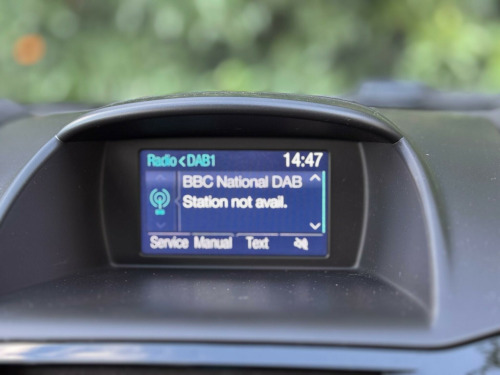 Radio<DAB1 14:47
BBC National DAB
Station not avail.
Service Manual Text